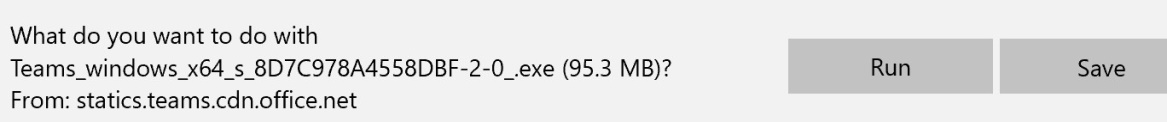 What do you want to do with
Teams_windows_x64_s_8D7C978A4558DBF-2-0_.exe (95.3 MB)?
From: statics.teams.cdn.office.net
Run
Save